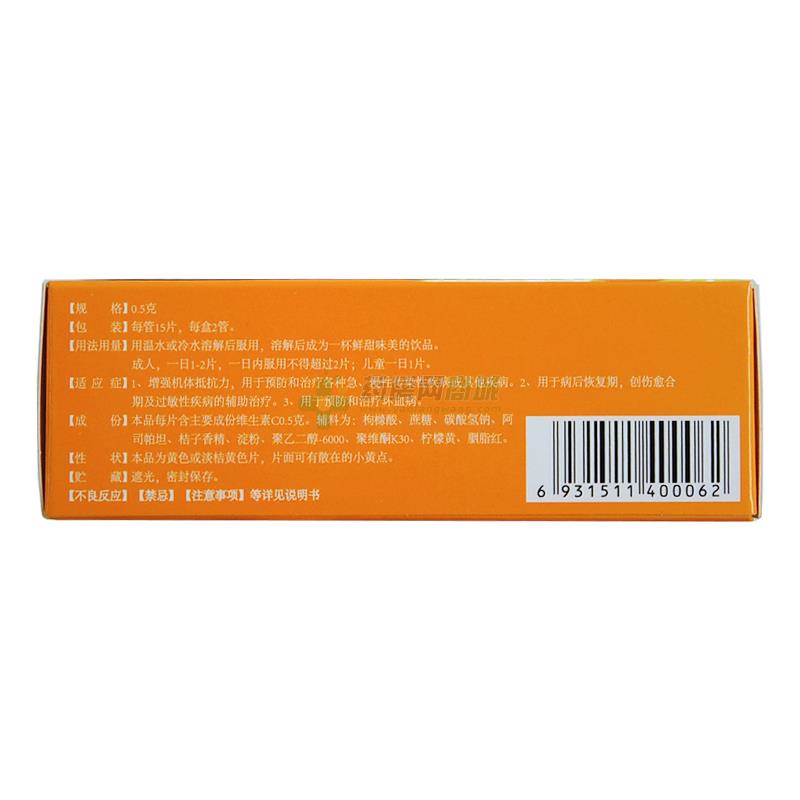 【规 格】0.5克
【包 装】每管15片，每盒2管。
【用法用量】用温水或冷水溶解后服用，溶解后成为一杯鲜甜味美的饮品。
成人，一日1-2片，一日内服用不得超过2片；儿童一日1片。
【适 应 症】1、增强机体抵抗力，用于预防和治疗各种急、慢性传染性疾病或其他疾病。2、用于病后恢复期，创伤愈合
期及过敏性疾病的辅助治疗。3、用于预防和治疗坏血病。
【成 份】本品每片含主要成份维生素C0.5克。辅料为：枸橼酸、蔗糖、碳酸氢钠、阿
司帕坦、桔子香精、淀粉、聚乙二醇-6000、聚维酮K30、柠檬黄、胭脂红。
【性 状】本品为黄色或淡桔黄色片，片面可有散在的小黄点。
【贮 藏】遮光，密封保存。
【不良反应】【禁忌】【注意事项】等详见说明书
6 931511 400062